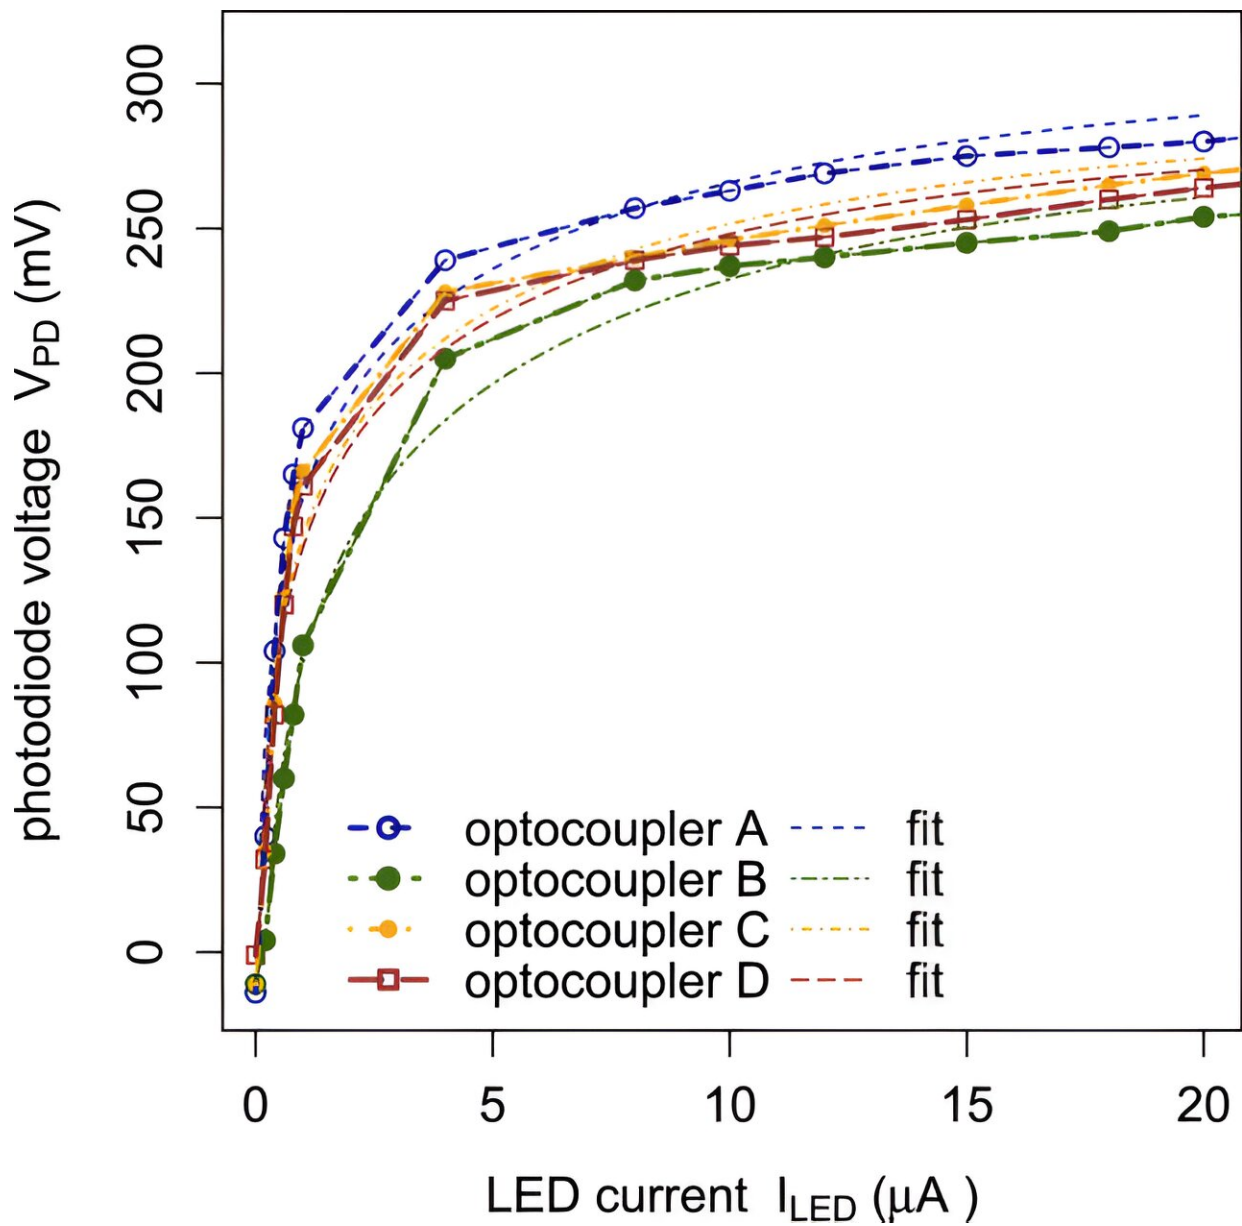 photodiode voltage V_PD (mV)
300
250
200
150
100
50
0
optocoupler A fit
optocoupler B fit
optocoupler C fit
optocoupler D fit
0 5 10 15 20
LED current I_LED (μA )